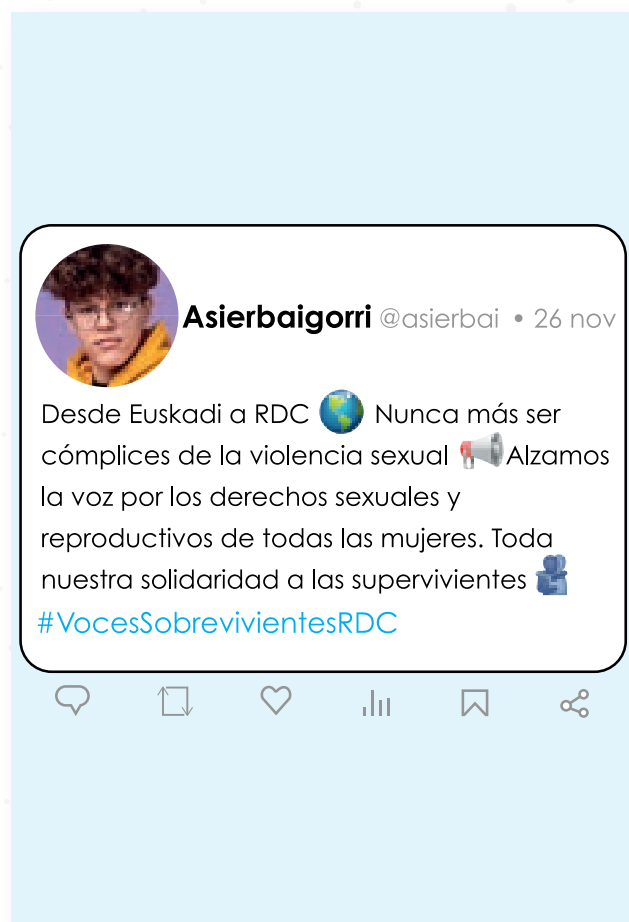 Asierbaigorri @asierbai • 26 nov
Desde Euskadi a RDC 🌎 Nunca más ser
cómplices de la violencia sexual 📢 Alzamos
la voz por los derechos sexuales y
reproductivos de todas las mujeres. Toda
nuestra solidaridad a las supervivientes 🫂
#VocesSobrevivientesRDC